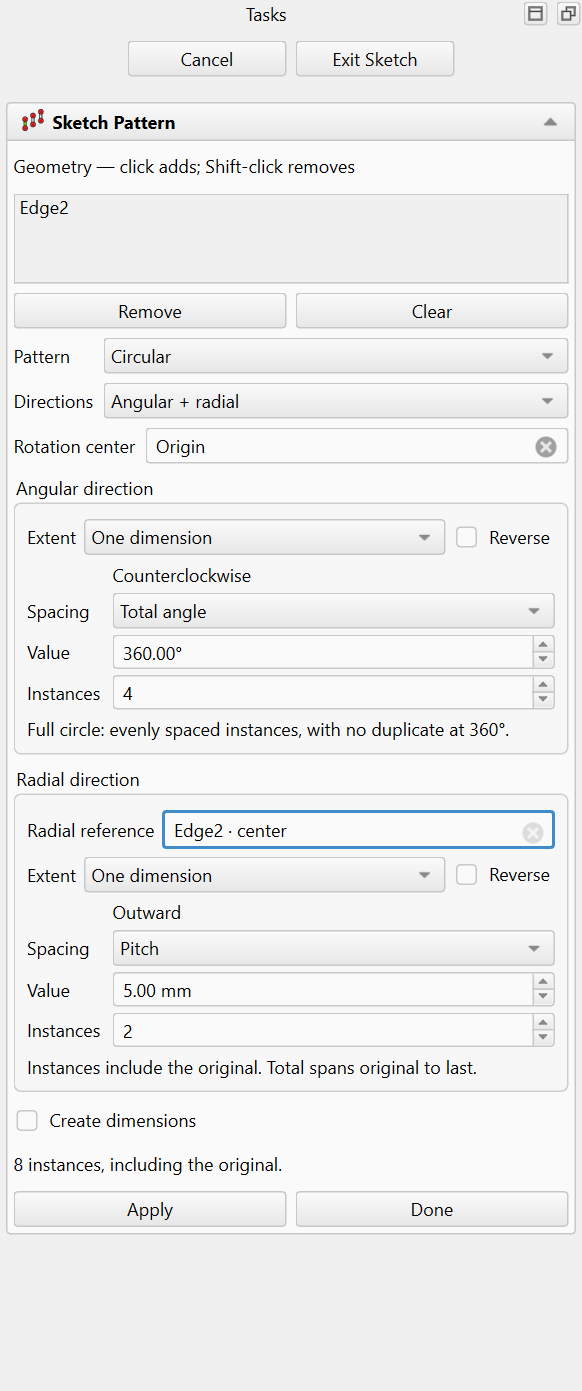 Tasks
Cancel Exit Sketch
Sketch Pattern
Geometry — click adds; Shift-click removes
Edge2
Remove Clear
Pattern Circular
Directions Angular + radial
Rotation center Origin
Angular direction
Extent One dimension Reverse
Counterclockwise
Spacing Total angle
Value 360.00°
Instances 4
Full circle: evenly spaced instances, with no duplicate at 360°.
Radial direction
Radial reference Edge2 · center
Extent One dimension Reverse
Outward
Spacing Pitch
Value 5.00 mm
Instances 2
Instances include the original. Total spans original to last.
Create dimensions
8 instances, including the original.
Apply Done